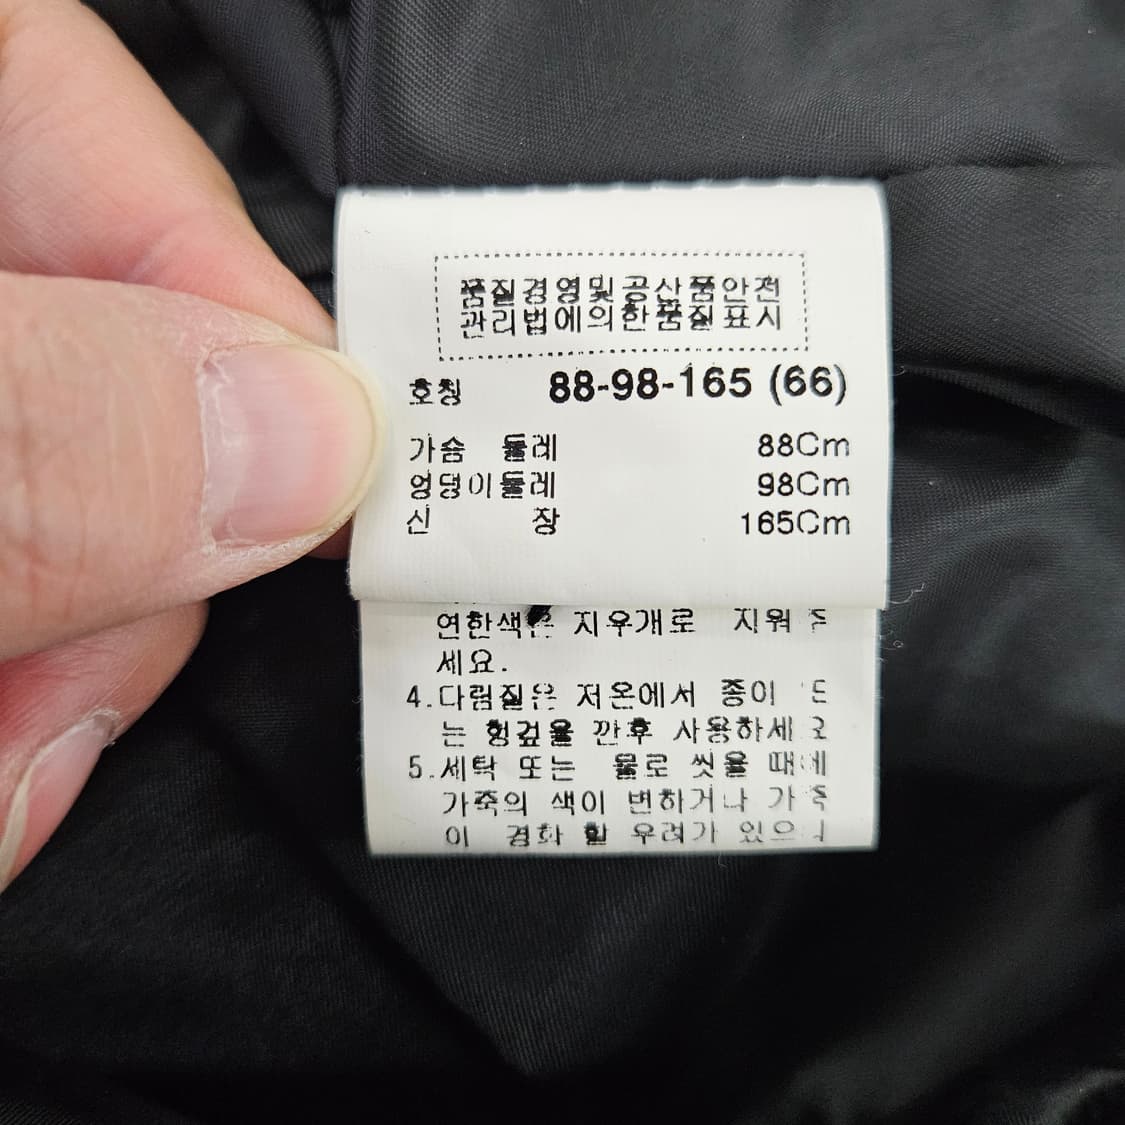 품질경영및공산품안전
관리법에의한품질표시
호칭 88-98-165 (66)
가슴 둘레 88Cm
엉덩이둘레 98Cm
신 장 165Cm
연한색은 지우개로 지워
세요.
4.다림질은 저온에서 종이
는 헝겊을 깐후 사용하세요
5.세탁 또는 물로 씻을 때에
가죽의 색이 변하거나 가죽
이 경화 할 우려가 있으니